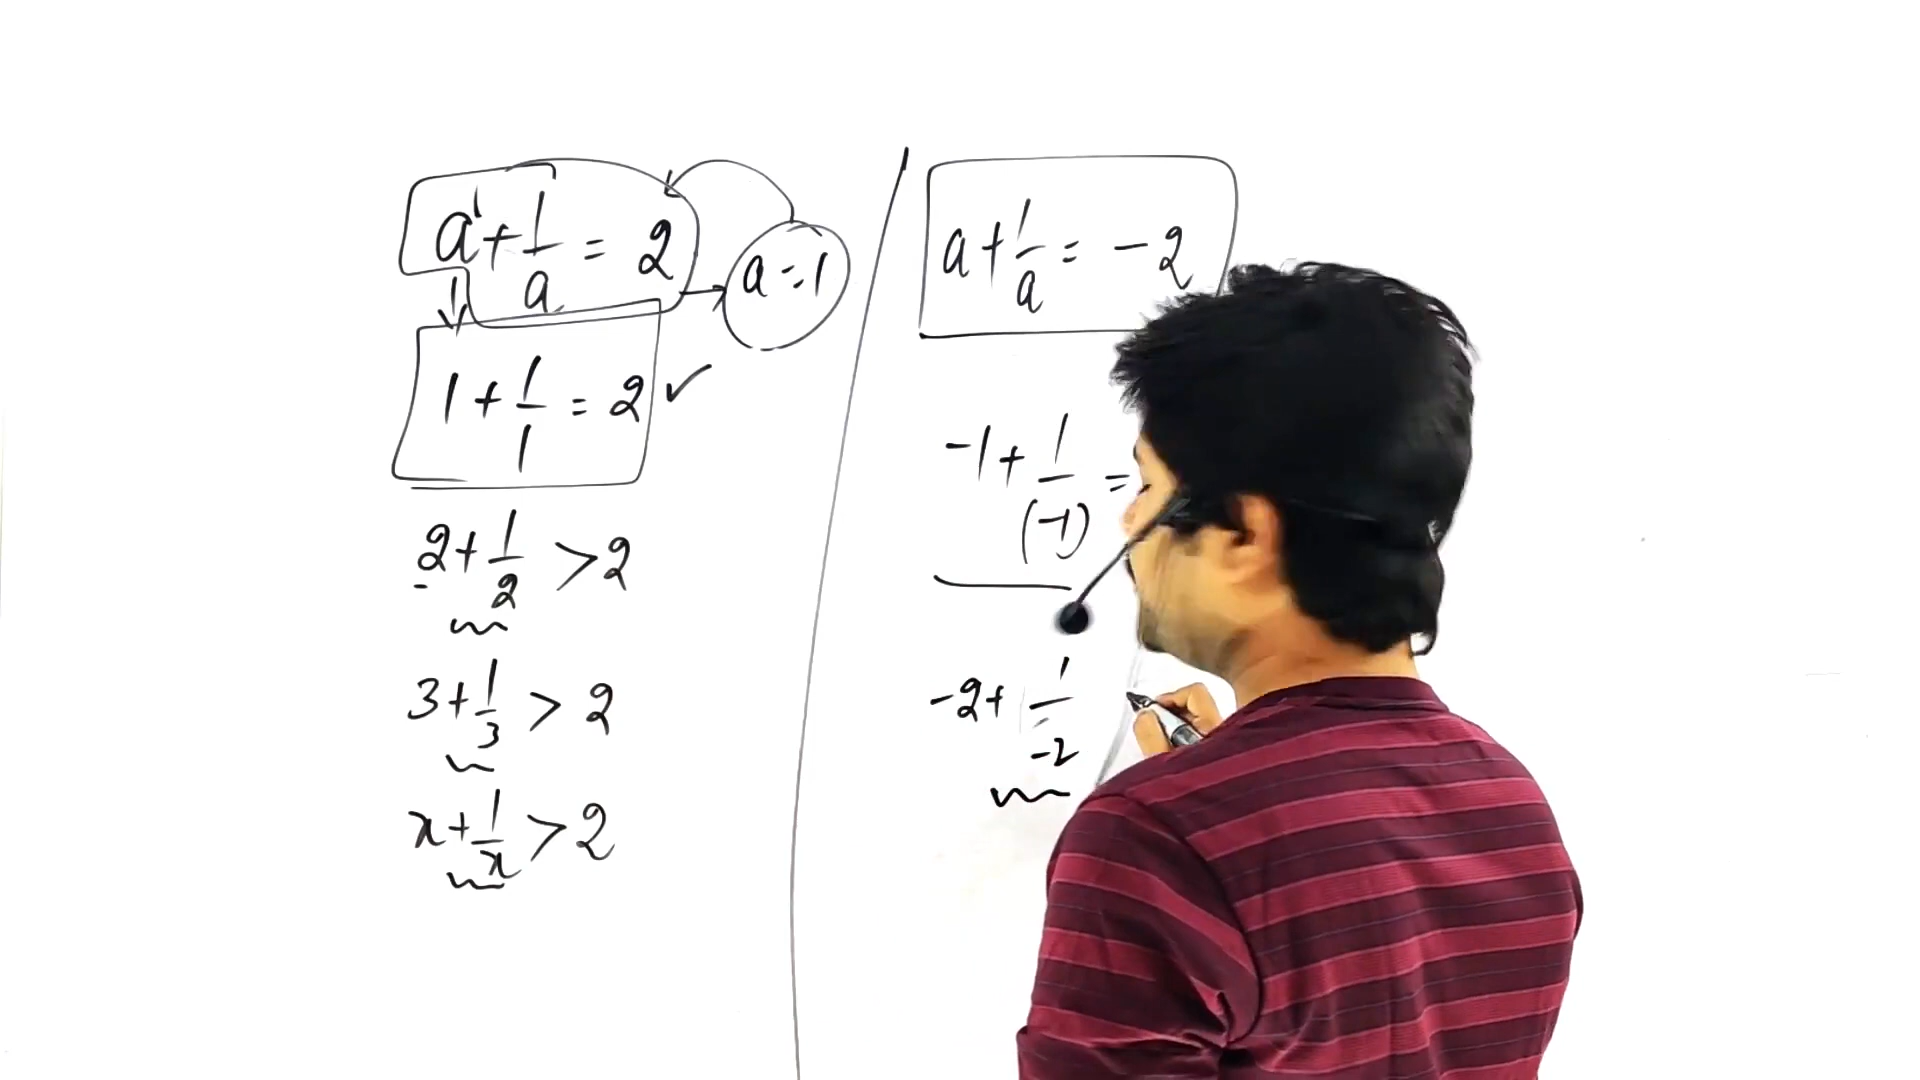 a + 1/a = 2
a = 1
1 + 1/1 = 2 ✓
2 + 1/2 > 2
3 + 1/3 > 2
x + 1/x > 2
a + 1/a = -2
-1 + 1/(-1) =
-2 + 1/-2